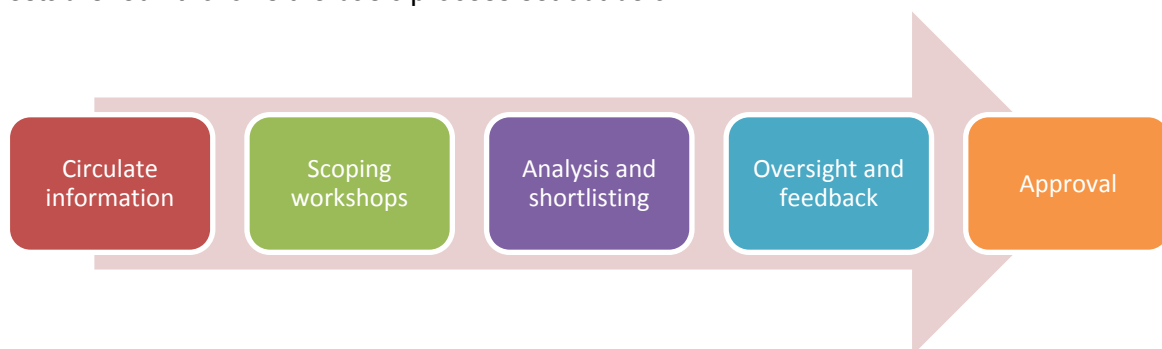 Circulate
information
Scoping
workshops
Analysis and
shortlisting
Oversight and
feedback
Approval